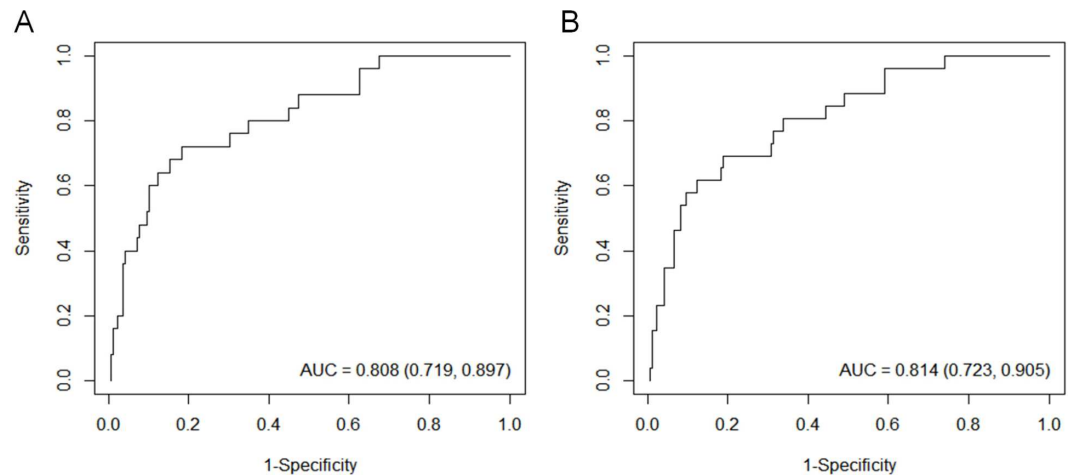 A
1.0
0.8
0.6
0.4
0.2
0.0
Sensitivity
AUC = 0.808 (0.719, 0.897)
0.0 0.2 0.4 0.6 0.8 1.0
1-Specificity
B
1.0
0.8
0.6
0.4
0.2
0.0
Sensitivity
AUC = 0.814 (0.723, 0.905)
0.0 0.2 0.4 0.6 0.8 1.0
1-Specificity